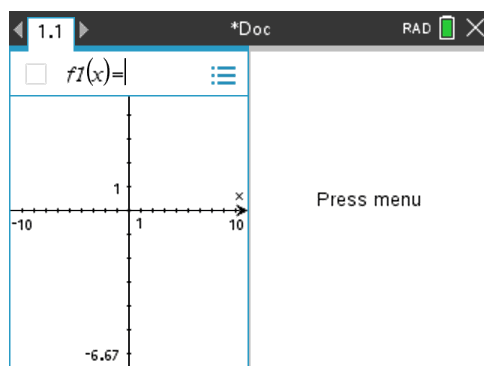 1.1 *Doc RAD
f1(x)=
Press menu
x
1
-10 1 10
-6.67